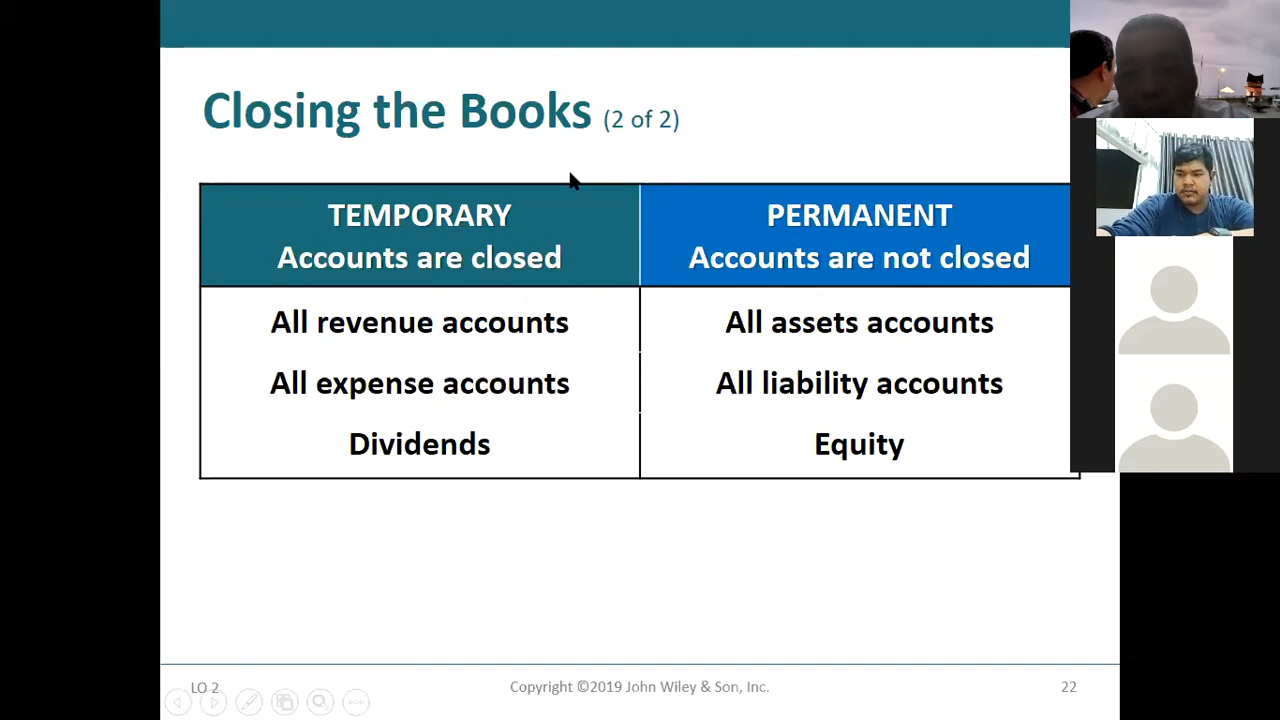 Closing the Books (2 of 2)
TEMPORARY
Accounts are closed
PERMANENT
Accounts are not closed
All revenue accounts
All assets accounts
All expense accounts
All liability accounts
Dividends
Equity
LO 2
Copyright ©2019 John Wiley & Son, Inc.
22